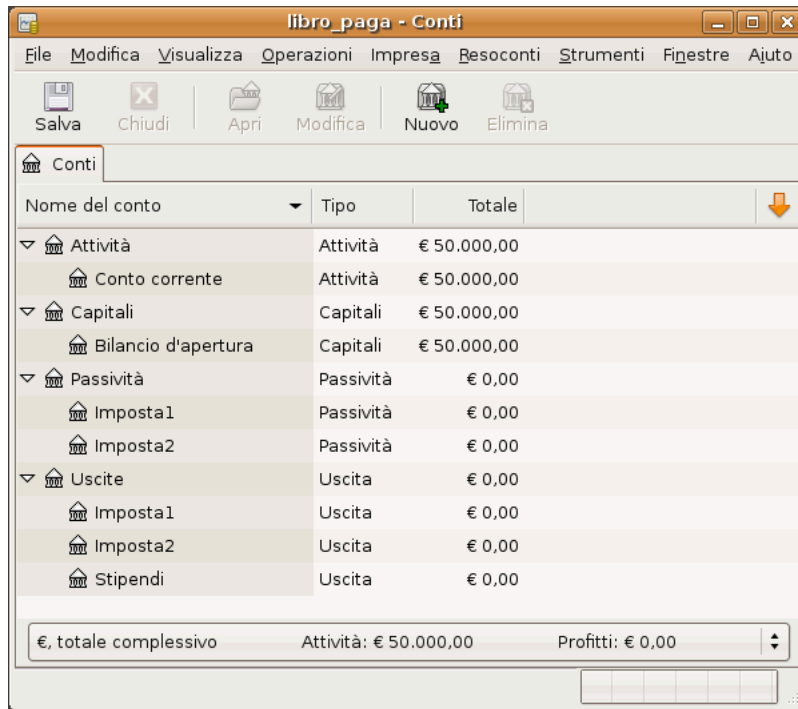 libro_paga - Conti
File Modifica Visualizza Operazioni Impresa Resoconti Strumenti Finestre Aiuto
Salva Chiudi Apri Modifica Nuovo Elimina
Conti
Nome del conto Tipo Totale
Attività Attività € 50.000,00
Conto corrente Attività € 50.000,00
Capitali Capitali € 50.000,00
Bilancio d'apertura Capitali € 50.000,00
Passività Passività € 0,00
Imposta1 Passività € 0,00
Imposta2 Passività € 0,00
Uscite Uscita € 0,00
Imposta1 Uscita € 0,00
Imposta2 Uscita € 0,00
Stipendi Uscita € 0,00
€, totale complessivo Attività: € 50.000,00 Profitti: € 0,00